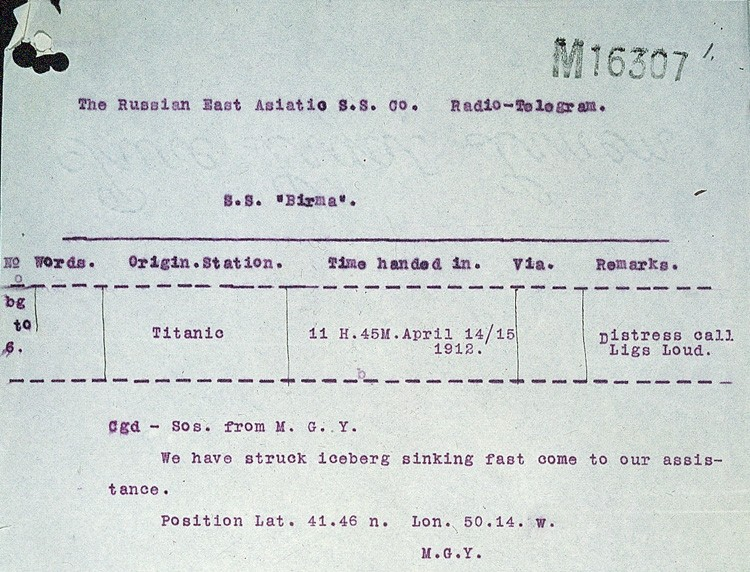 M16307
The Russian East Asiatic S.S. Co. Radio-Telegram.
S.S. "Birma".
No Words. Origin.Station. Time handed in. Via. Remarks.
bg
to
6.
Titanic 11 H.45M.April 14/15 Distress call
1912. Ligs Loud.
Cgd - Sos. from M. G. Y.
We have struck iceberg sinking fast come to our assis-
tance.
Position Lat. 41.46 n. Lon. 50.14. w.
M.G.Y.